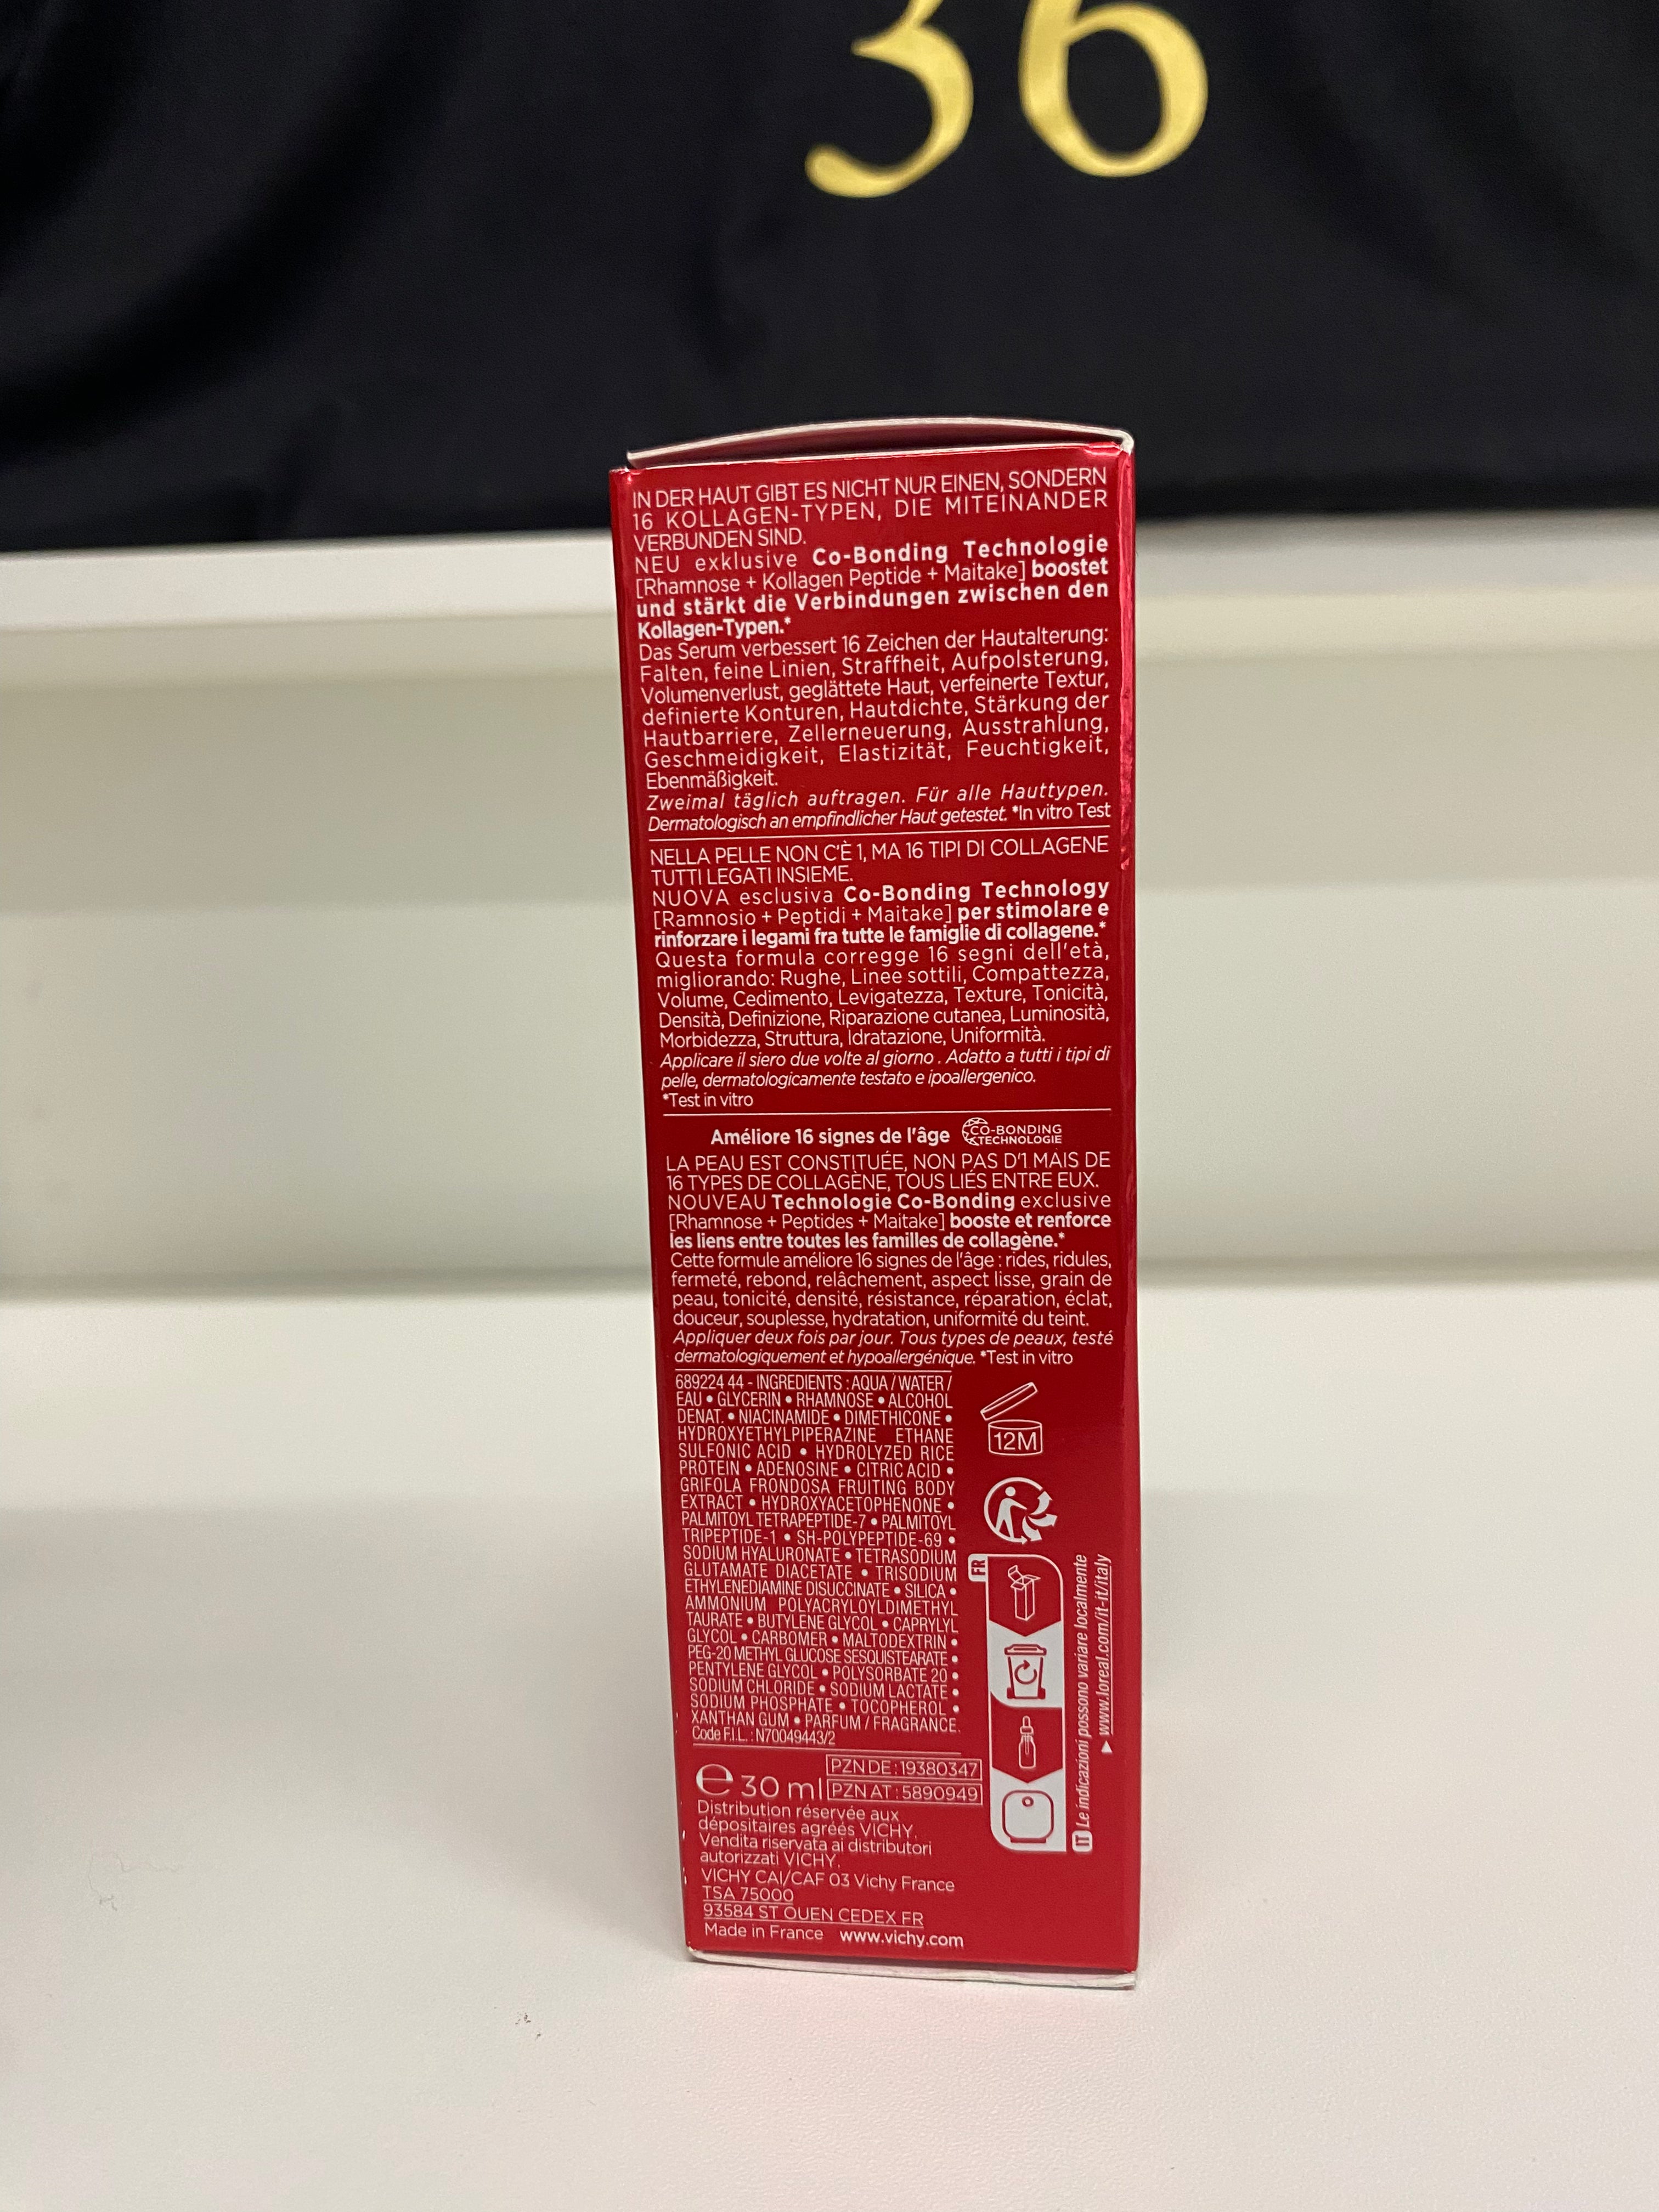 36
IN DER HAUT GIBT ES NICHT NUR EINEN, SONDERN
16 KOLLAGEN-TYPEN, DIE MITEINANDER
VERBUNDEN SIND.
NEU exklusive Co-Bonding Technologie
[Rhamnose + Kollagen Peptide + Maitake] boostet
und stärkt die Verbindungen zwischen den
Kollagen-Typen.*
Das Serum verbessert 16 Zeichen der Hautalterung:
Falten, feine Linien, Straffheit, Aufpolsterung,
Volumenverlust, geglättete Haut, verfeinerte Textur,
definierte Konturen, Hautdichte, Stärkung der
Hautbarriere, Zellerneuerung, Ausstrahlung,
Geschmeidigkeit, Elastizität, Feuchtigkeit,
Ebenmäßigkeit.
Zweimal täglich auftragen. Für alle Hauttypen.
Dermatologisch an empfindlicher Haut getestet. *In vitro Test
NELLA PELLE NON C'È 1, MA 16 TIPI DI COLLAGENE
TUTTI LEGATI INSIEME.
NUOVA esclusiva Co-Bonding Technology
[Ramnosio + Peptidi + Maitake] per stimolare e
rinforzare i legami fra tutte le famiglie di collagene.*
Questa formula corregge 16 segni dell'età,
migliorando: Rughe, Linee sottili, Compattezza,
Volume, Cedimento, Levigatezza, Texture, Tonicità,
Densità, Definizione, Riparazione cutanea, Luminosità,
Morbidezza, Struttura, Idratazione, Uniformità.
Applicare il siero due volte al giorno . Adatto a tutti i tipi di
pelle, dermatologicamente testato e ipoallergenico.
*Test in vitro
Améliore 16 signes de l'âge CO-BONDING
TECHNOLOGIE
LA PEAU EST CONSTITUÉE, NON PAS D'1 MAIS DE
16 TYPES DE COLLAGÈNE, TOUS LIÉS ENTRE EUX.
NOUVEAU Technologie Co-Bonding exclusive
[Rhamnose + Peptides + Maitake] booste et renforce
les liens entre toutes les familles de collagène.*
Cette formule améliore 16 signes de l'âge : rides, ridules,
fermeté, rebond, relâchement, aspect lisse, grain de
peau, tonicité, densité, résistance, réparation, éclat,
douceur, souplesse, hydratation, uniformité du teint.
Appliquer deux fois par jour. Tous types de peaux, testé
dermatologiquement et hypoallergénique. *Test in vitro
689224 44 - INGREDIENTS : AQUA / WATER /
EAU • GLYCERIN • RHAMNOSE • ALCOHOL
DENAT. • NIACINAMIDE • DIMETHICONE •
HYDROXYETHYLPIPERAZINE ETHANE
SULFONIC ACID • HYDROLYZED RICE
PROTEIN • ADENOSINE • CITRIC ACID •
GRIFOLA FRONDOSA FRUITING BODY
EXTRACT • HYDROXYACETOPHENONE •
PALMITOYL TETRAPEPTIDE-7 • PALMITOYL
TRIPEPTIDE-1 • SH-POLYPEPTIDE-69 •
SODIUM HYALURONATE • TETRASODIUM
GLUTAMATE DIACETATE • TRISODIUM
ETHYLENEDIAMINE DISUCCINATE • SILICA •
AMMONIUM POLYACRYLOYLDIMETHYL
TAURATE • BUTYLENE GLYCOL • CAPRYLYL
GLYCOL • CARBOMER • MALTODEXTRIN •
PEG-20 METHYL GLUCOSE SESQUISTEARATE •
PENTYLENE GLYCOL • POLYSORBATE 20 •
SODIUM CHLORIDE • SODIUM LACTATE •
SODIUM PHOSPHATE • TOCOPHEROL •
XANTHAN GUM • PARFUM / FRAGRANCE.
Code F.I.L. : N70049443/2
12M
FR
IT Le indicazioni possono variare localmente
► www.loreal.com/it-it/italy
e 30 ml
PZN DE : 19380347
PZN AT : 5890949
Distribution réservée aux
dépositaires agréés VICHY.
Vendita riservata ai distributori
autorizzati VICHY.
VICHY CAI/CAF 03 Vichy France
TSA 75000
93584 ST OUEN CEDEX FR
Made in France www.vichy.com